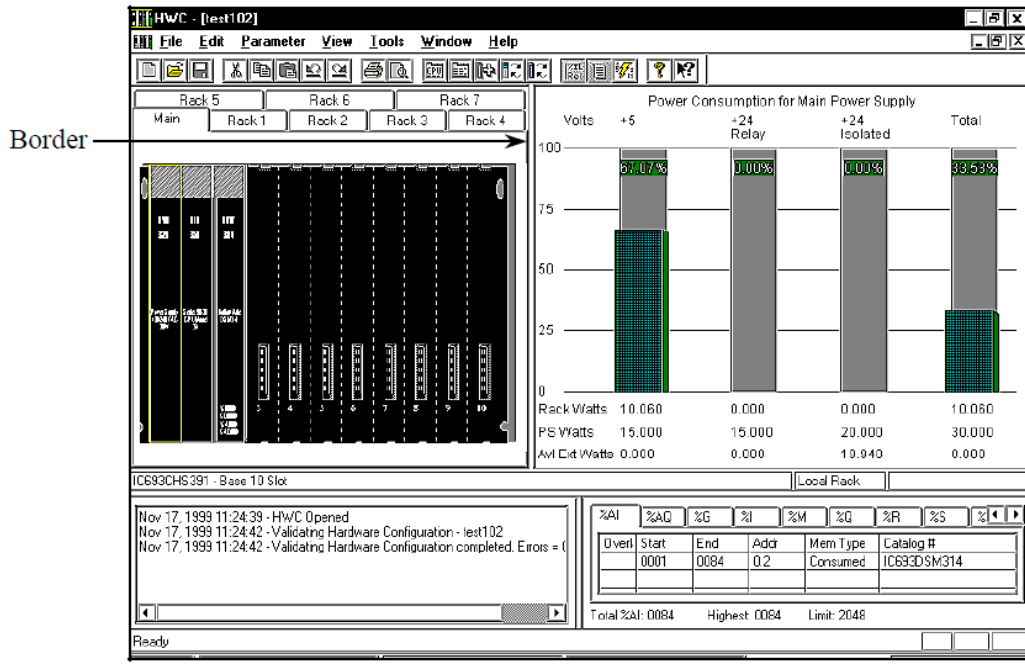 HWC - [test102]
File Edit Parameter View Tools Window Help
Rack 5 Rack 6 Rack 7
Main Rack 1 Rack 2 Rack 3 Rack 4
Border
3 4 5 6 7 8 9 10
Power Consumption for Main Power Supply
Volts +5 +24 +24 Total
Relay Isolated
100
67.07% 0.00% 0.00% 33.53%
75
50
25
0
Rack Watts 10.060 0.000 0.000 10.060
PS Watts 15.000 15.000 20.000 30.000
Avl Ext Watts 0.000 0.000 10.040 0.000
IC693CHS391 - Base 10 Slot Local Rack
Nov 17, 1999 11:24:39 - HWC Opened
Nov 17, 1999 11:24:42 - Validating Hardware Configuration - test102
Nov 17, 1999 11:24:42 - Validating Hardware Configuration completed. Errors =
%AI %AQ %G %I %M %Q %R %S %
Overl Start End Addr Mem Type Catalog #
0001 0084 0.2 Consumed IC693DSM314
Total %AI: 0084 Highest: 0084 Limit: 2048
Ready